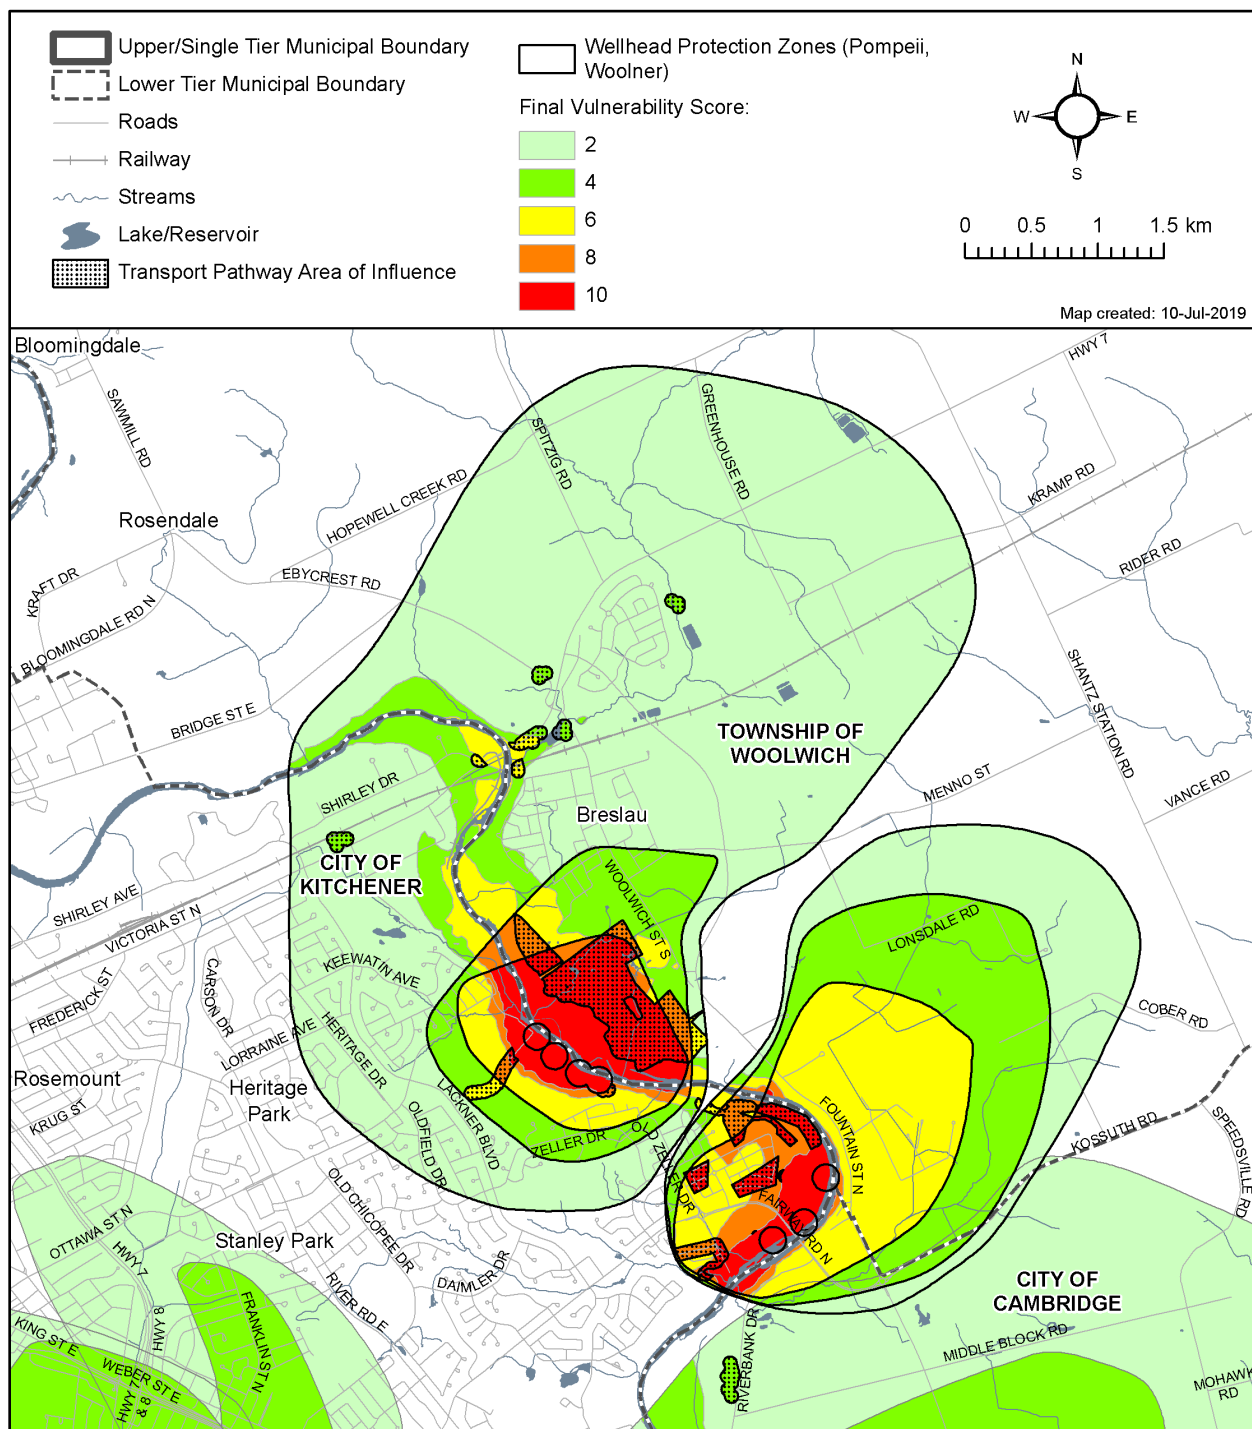 Upper/Single Tier Municipal Boundary
Lower Tier Municipal Boundary
Roads
Railway
Streams
Lake/Reservoir
Transport Pathway Area of Influence
Wellhead Protection Zones (Pompeii,
Woolner)
Final Vulnerability Score:
2
4
6
8
10
N
W
E
S
0 0.5 1 1.5 km
Map created: 10-Jul-2019
Bloomingdale
HWY 7
SAWMILL RD
SPITZIG RD
GREENHOUSE RD
KRAMP RD
HOPEWELL CREEK RD
Rosendale
RIDER RD
EBYCREST RD
KRAFT DR
BLOOMINGDALE RD N
SHANTZ STATION RD
BRIDGE ST E
TOWNSHIP OF
WOOLWICH
MENNO ST
VANCE RD
SHIRLEY DR
Breslau
CITY OF
KITCHENER
WOOLWICH ST S
SHIRLEY AVE
VICTORIA ST N
LONSDALE RD
KEEWATIN AVE
CARSON DR
FREDERICK ST
COBER RD
LORRAINE AVE
HERITAGE DR
Rosemount
Heritage
Park
KRUG ST
LACKNER BLVD
OLDFIELD DR
ZELLER DR
OLD ZELLER DR
FOUNTAIN ST N
KOSSUTH RD
SPEEDSVILLE RD
OLD CHICOPEE DR
FAIRWAY RD N
OTTAWA ST N
HWY 7
Stanley Park
DAIMLER DR
RIVER RD E
CITY OF
CAMBRIDGE
FRANKLIN ST N
HWY 8
KING ST E
WEBER ST E
HWY 7
& 8
RIVERBANK DR
MIDDLE BLOCK RD
MOHAWK
RD